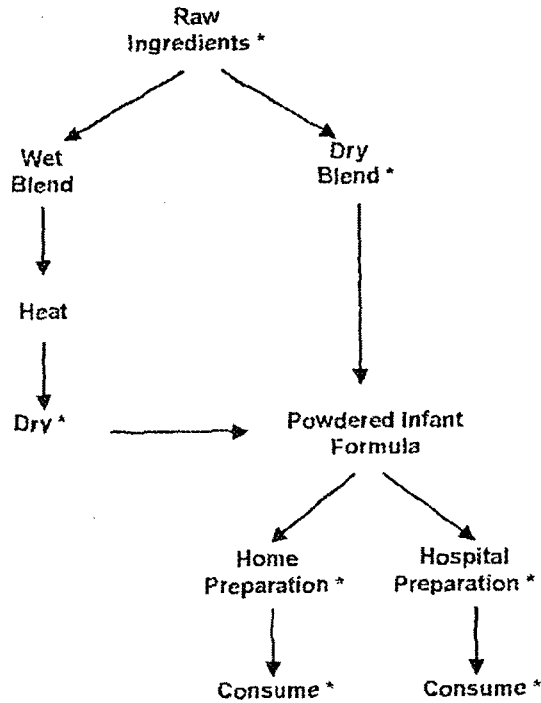 Raw
Ingredients *
Wet
Blend
Dry
Blend *
Heat
Dry *
Powdered Infant
Formula
Home
Preparation *
Hospital
Preparation *
Consume *
Consume *